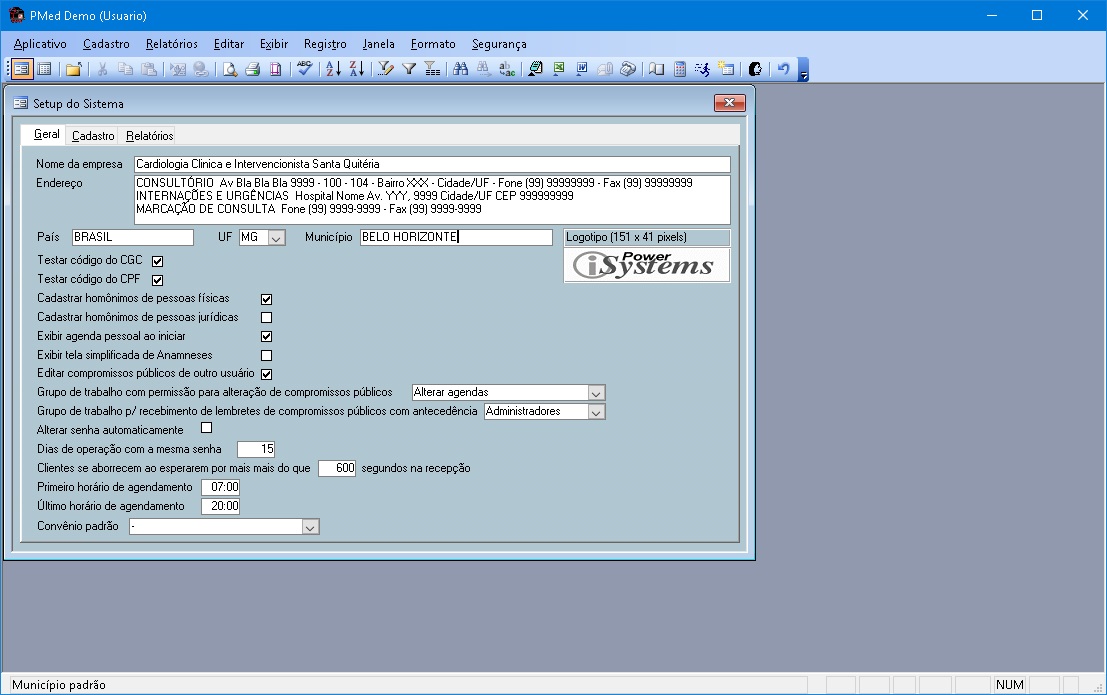 PMed Demo (Usuario)
Aplicativo Cadastro Relatórios Editar Exibir Registro Janela Formato Segurança
Setup do Sistema
Geral Cadastro Relatórios
Nome da empresa Cardiologia Clinica e Intervencionista Santa Quitéria
Endereço CONSULTÓRIO Av Bla Bla Bla 9999 - 100 - 104 - Bairro XXX - Cidade/UF - Fone (99) 99999999 - Fax (99) 99999999
INTERNAÇÕES E URGÊNCIAS Hospital Nome Av. YYY, 9999 Cidade/UF CEP 999999999
MARCAÇÃO DE CONSULTA Fone (99) 9999-9999 - Fax (99) 9999-9999
País BRASIL UF MG Município BELO HORIZONTE Logotipo (151 x 41 pixels)
Power
iSystems
Testar código do CGC
Testar código do CPF
Cadastrar homônimos de pessoas físicas
Cadastrar homônimos de pessoas jurídicas
Exibir agenda pessoal ao iniciar
Exibir tela simplificada de Anamneses
Editar compromissos públicos de outro usuário
Grupo de trabalho com permissão para alteração de compromissos públicos Alterar agendas
Grupo de trabalho p/ recebimento de lembretes de compromissos públicos com antecedência Administradores
Alterar senha automaticamente
Dias de operação com a mesma senha 15
Clientes se aborrecem ao esperarem por mais mais do que 600 segundos na recepção
Primeiro horário de agendamento 07:00
Último horário de agendamento 20:00
Convênio padrão -
Município padrão NUM